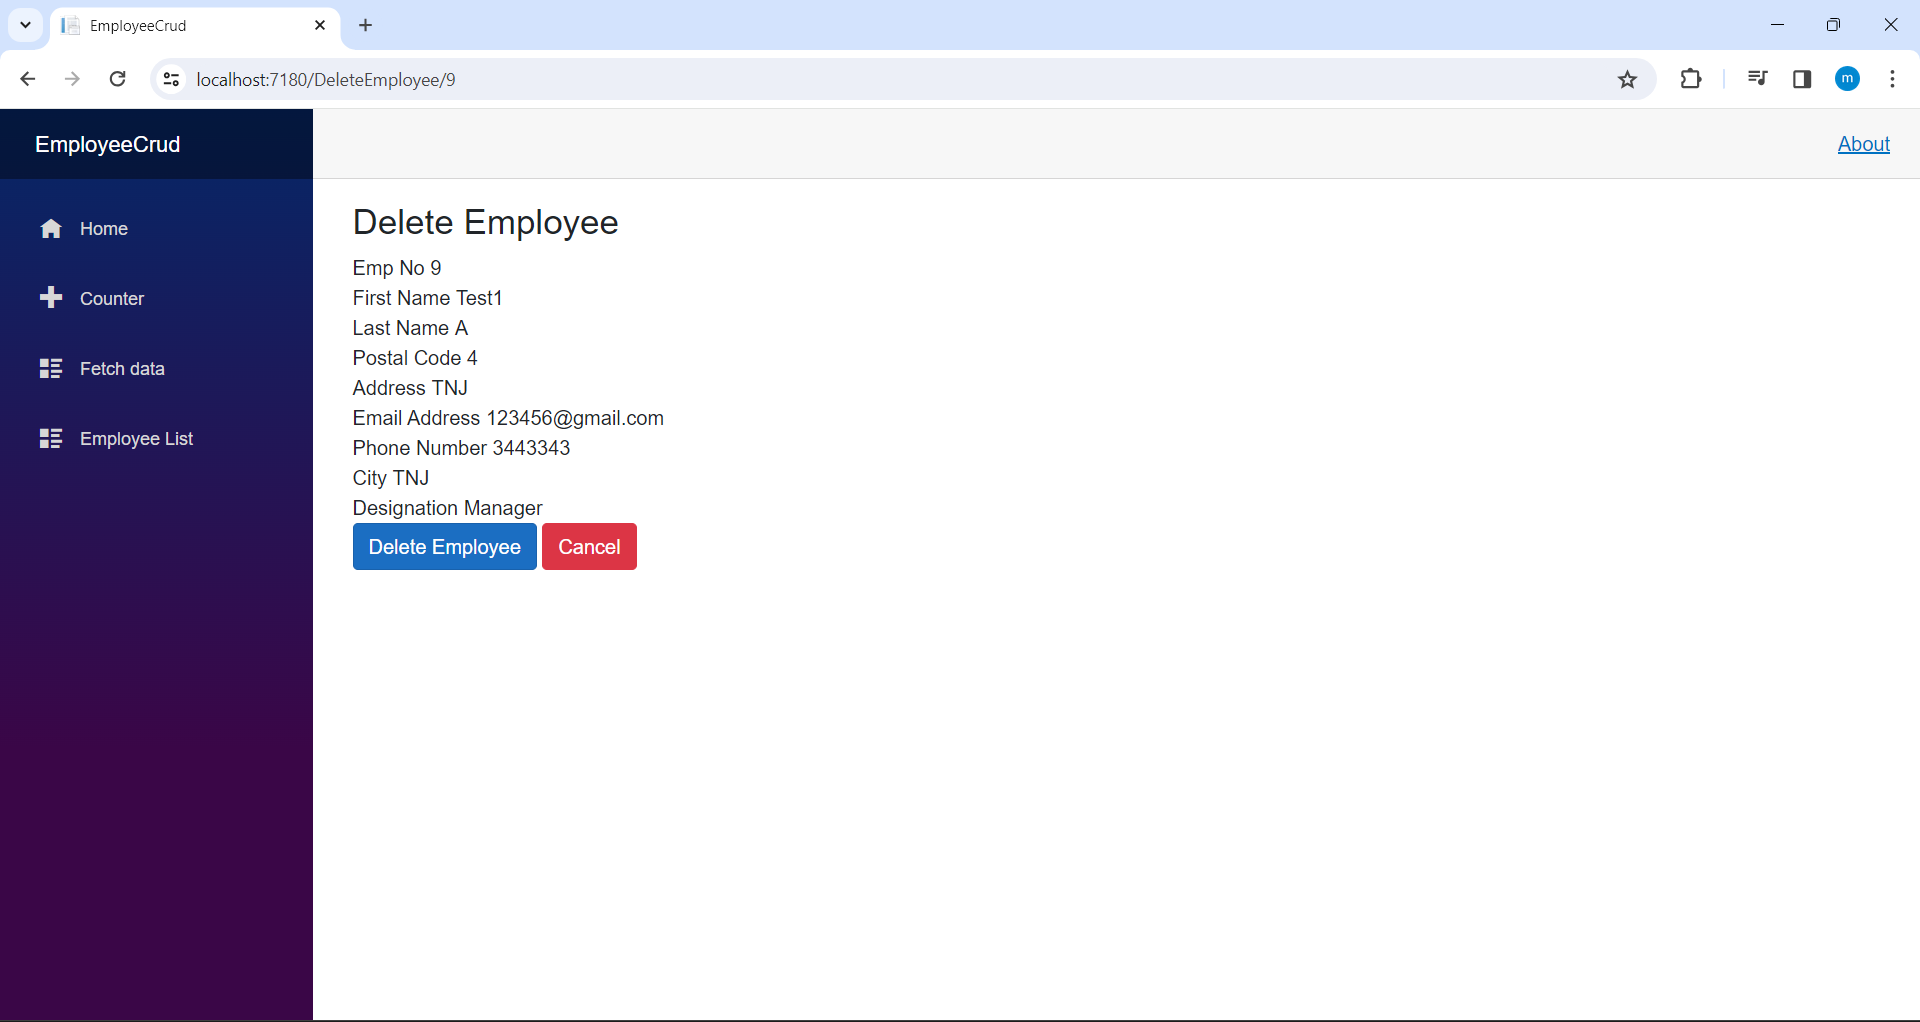 EmployeeCrud
localhost:7180/DeleteEmployee/9
m
EmployeeCrud
About
Home
Counter
Fetch data
Employee List
Delete Employee
Emp No 9
First Name Test1
Last Name A
Postal Code 4
Address TNJ
Email Address 123456@gmail.com
Phone Number 3443343
City TNJ
Designation Manager
Delete Employee Cancel